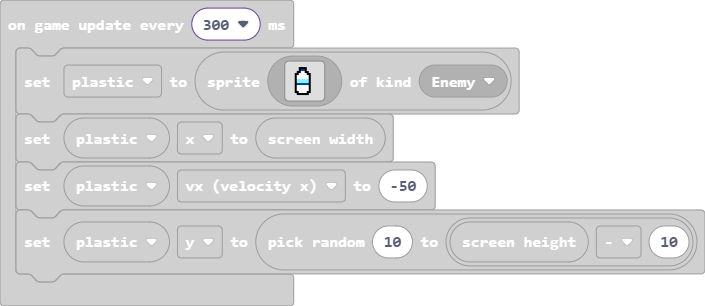 on game update every 300 ms
set plastic to sprite of kind Enemy
set plastic x to screen width
set plastic vx (velocity x) to -50
set plastic y to pick random 10 to screen height - 10